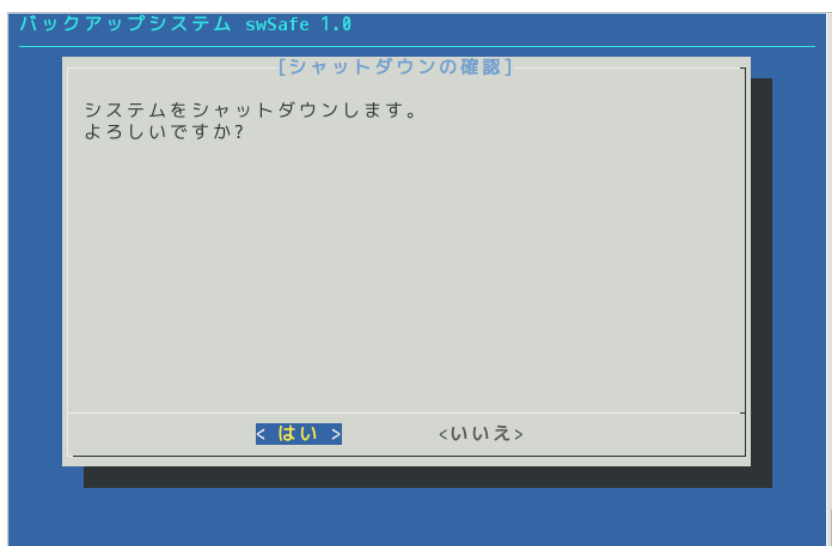 バックアップシステム swSafe 1.0
[シャットダウンの確認]
システムをシャットダウンします。
よろしいですか?
< はい > <いいえ>